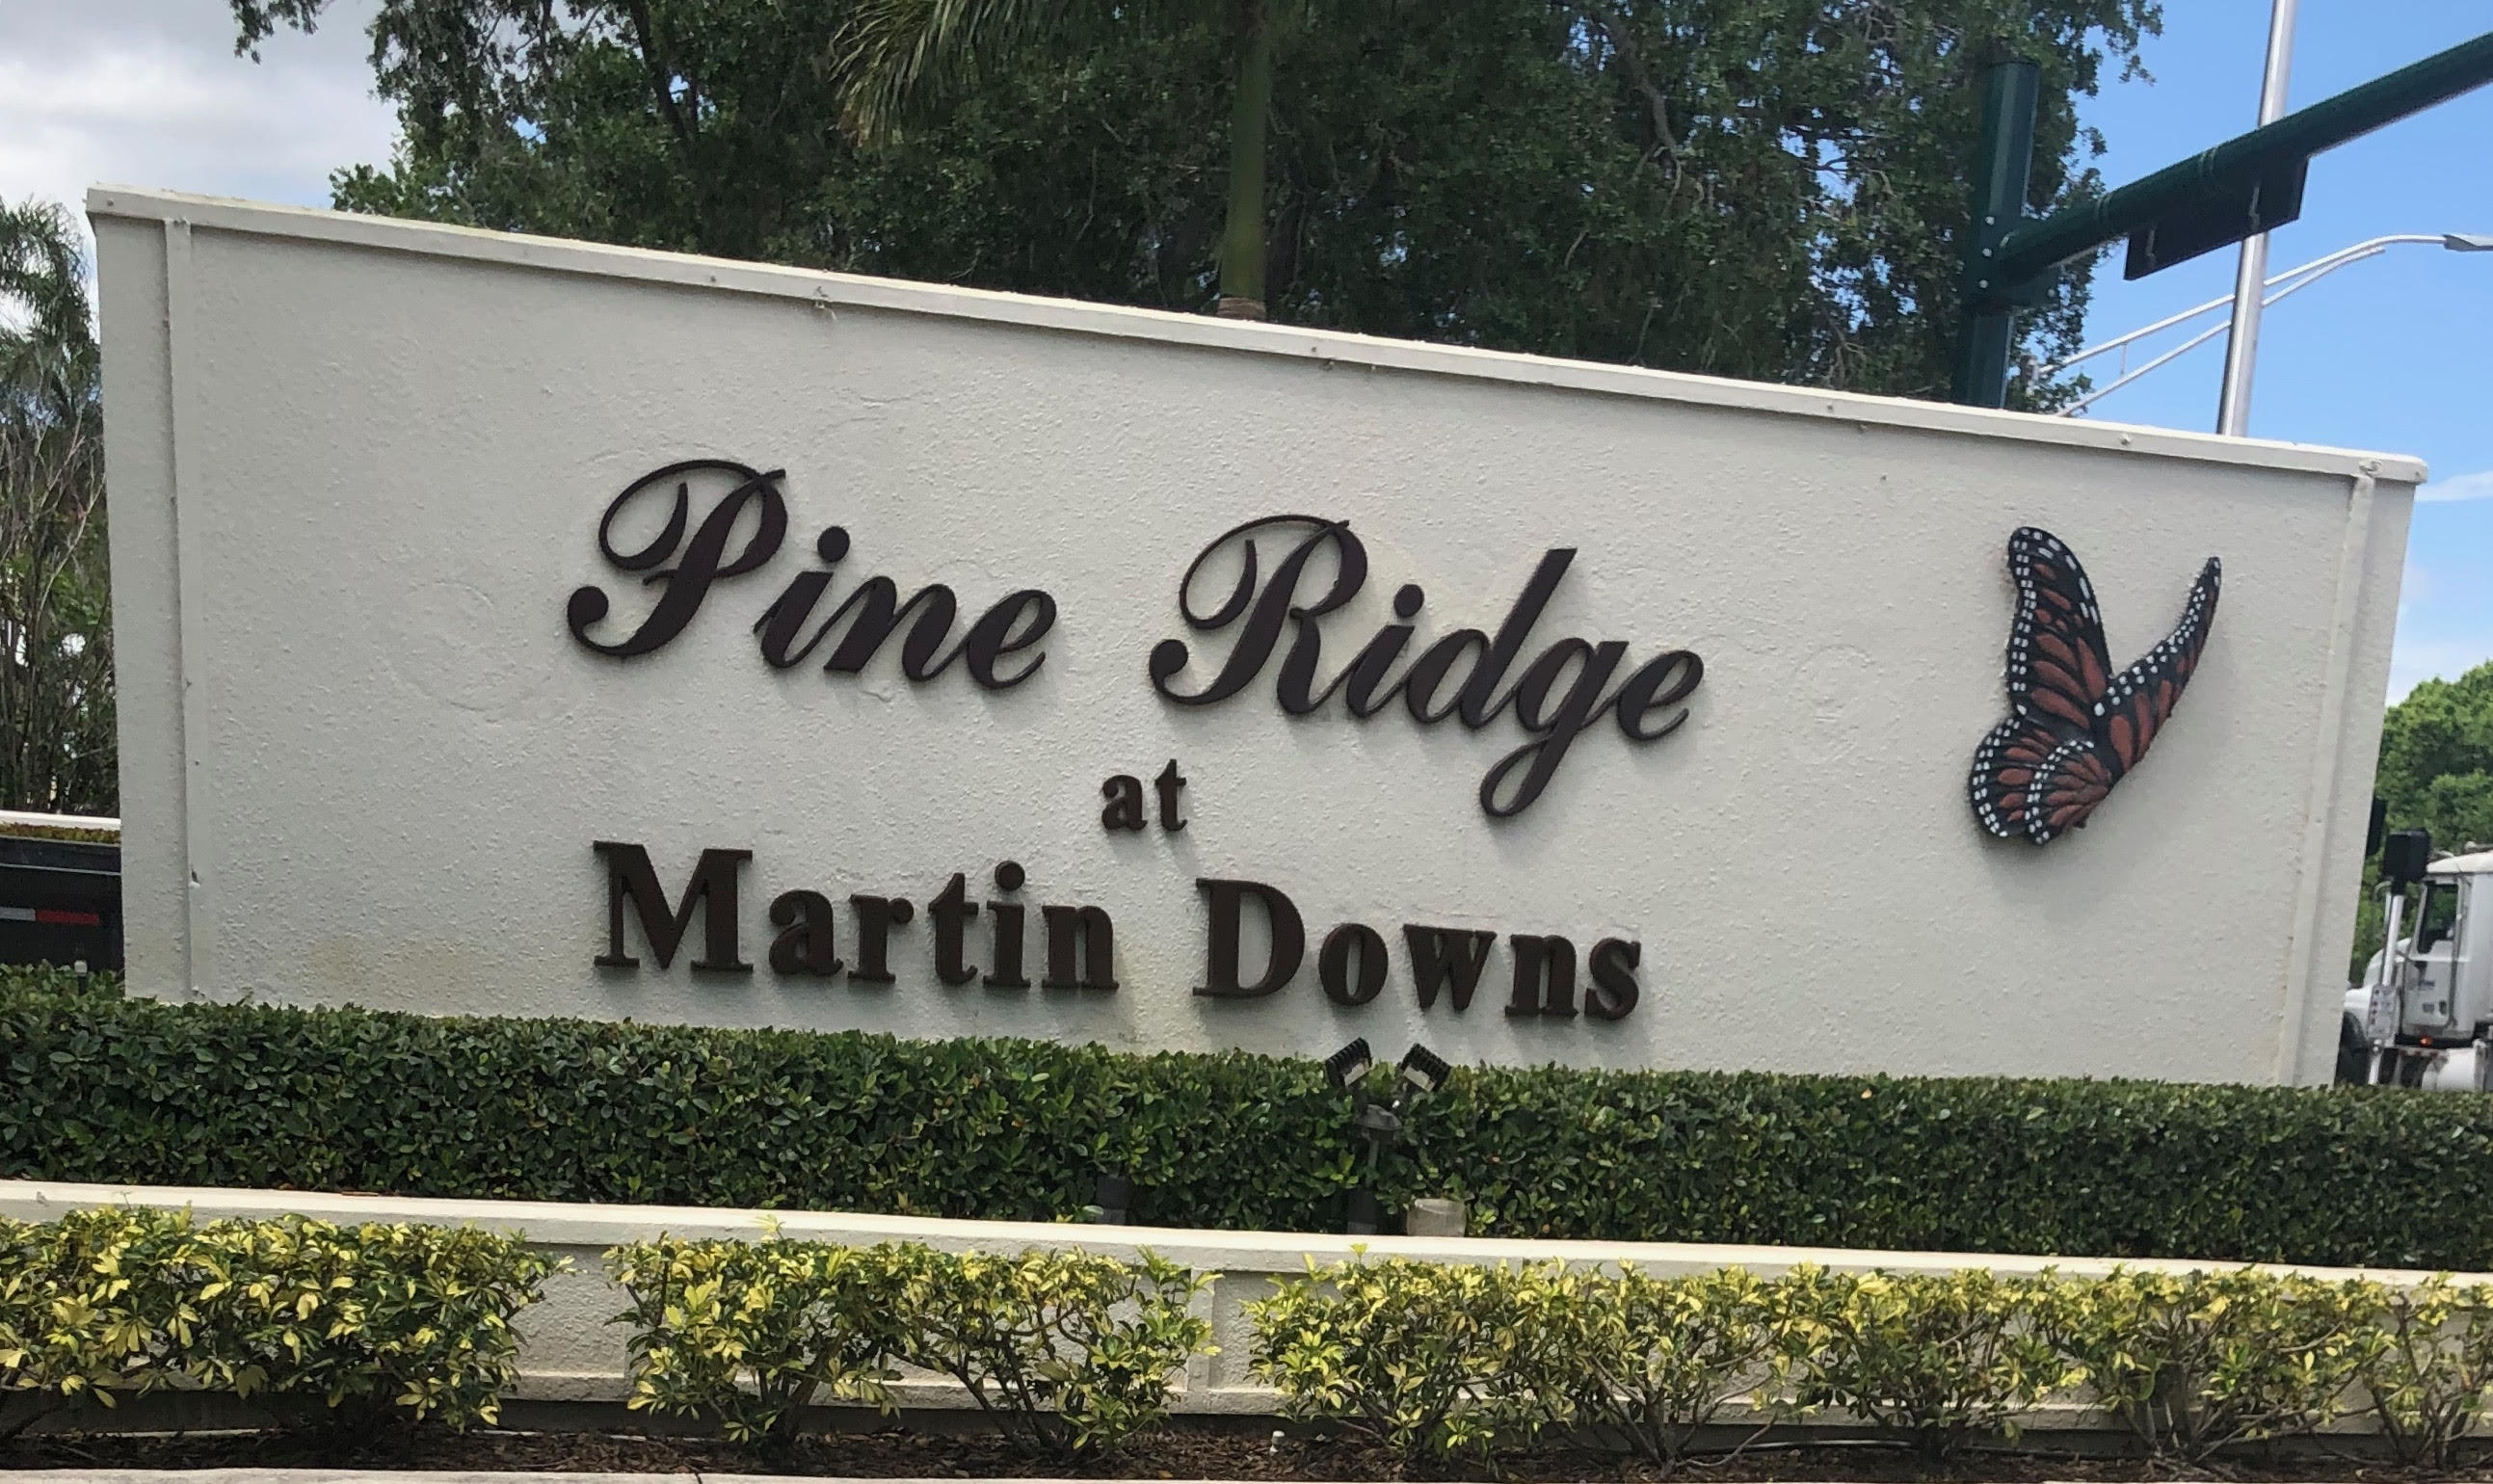 Pine Ridge
at
Martin Downs